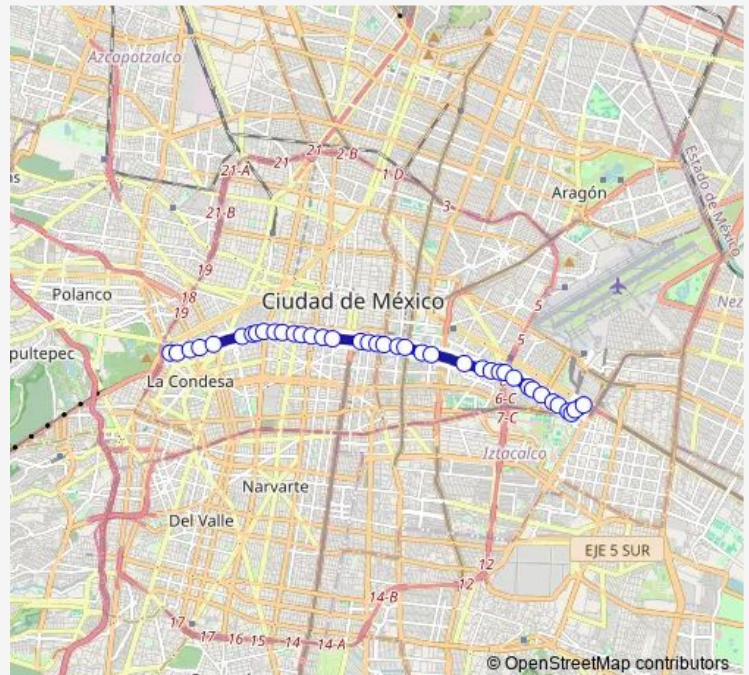 Azcapotzalco
21
2-B
21-A
1-D
as
Estado de México
Aragón
21-B
3
19
Polanco
18
5
Nez
Ciudad de México
19
pultepec
5
La Condesa
6-C
7-C
Iztacalco
Narvarte
Del Valle
EJE 5 SUR
12
12
14-B
17
17
16
15
14
14-A
© OpenStreetMap contributors